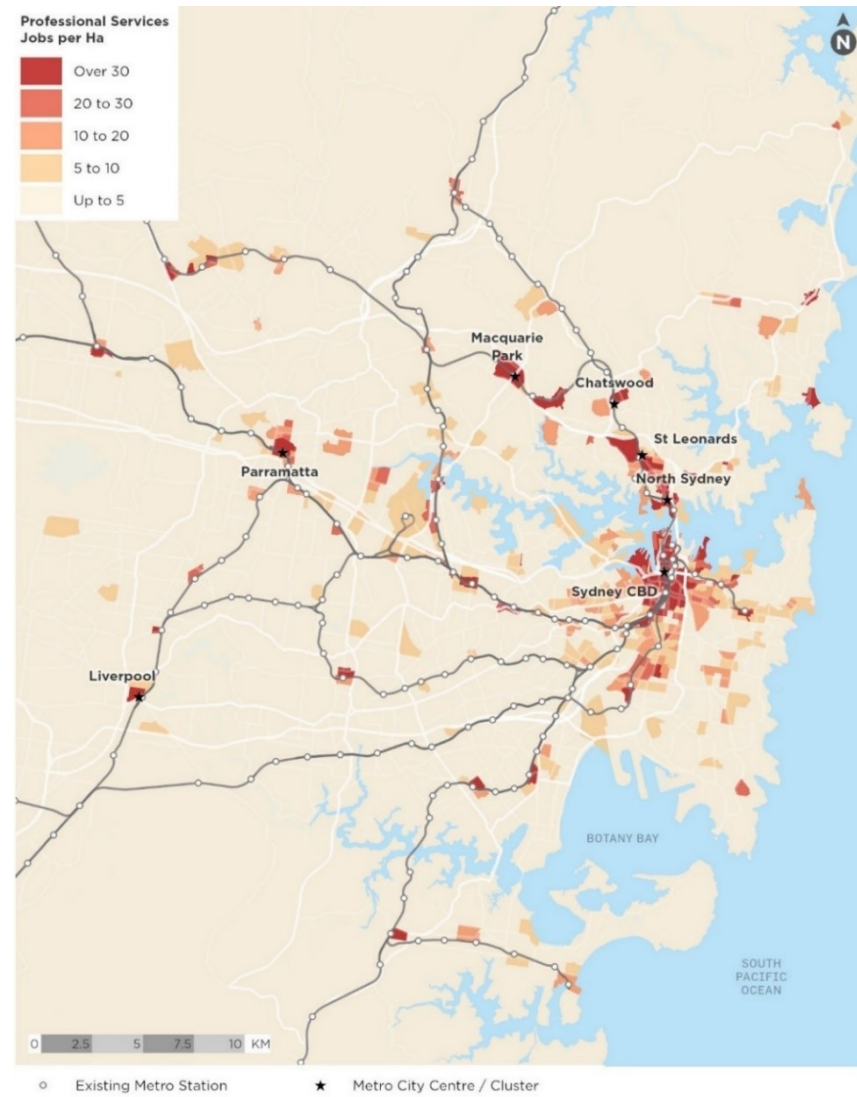 Professional Services
Jobs per Ha
Over 30
20 to 30
10 to 20
5 to 10
Up to 5
N
Macquarie
Park
Chatswood
St Leonards
Parramatta
North Sydney
Sydney CBD
Liverpool
BOTANY BAY
SOUTH
PACIFIC
OCEAN
0 2.5 5 7.5 10 KM
Existing Metro Station
Metro City Centre / Cluster